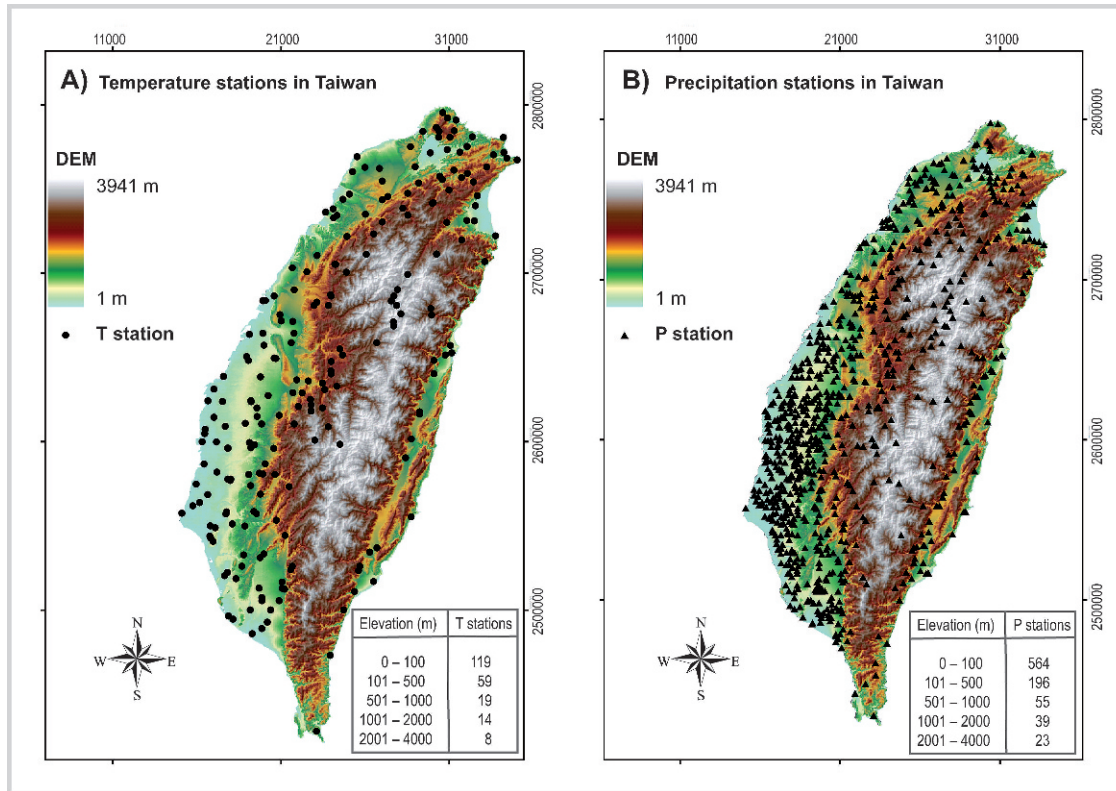 11000 21000 31000
A) Temperature stations in Taiwan
DEM
3941 m
1 m
T station
2800000
2700000
2600000
2500000
N
W E
S
Elevation (m) T stations
0 – 100 119
101 – 500 59
501 – 1000 19
1001 – 2000 14
2001 – 4000 8
11000 21000 31000
B) Precipitation stations in Taiwan
DEM
3941 m
1 m
P station
2800000
2700000
2600000
2500000
N
W E
S
Elevation (m) P stations
0 – 100 564
101 – 500 196
501 – 1000 55
1001 – 2000 39
2001 – 4000 23